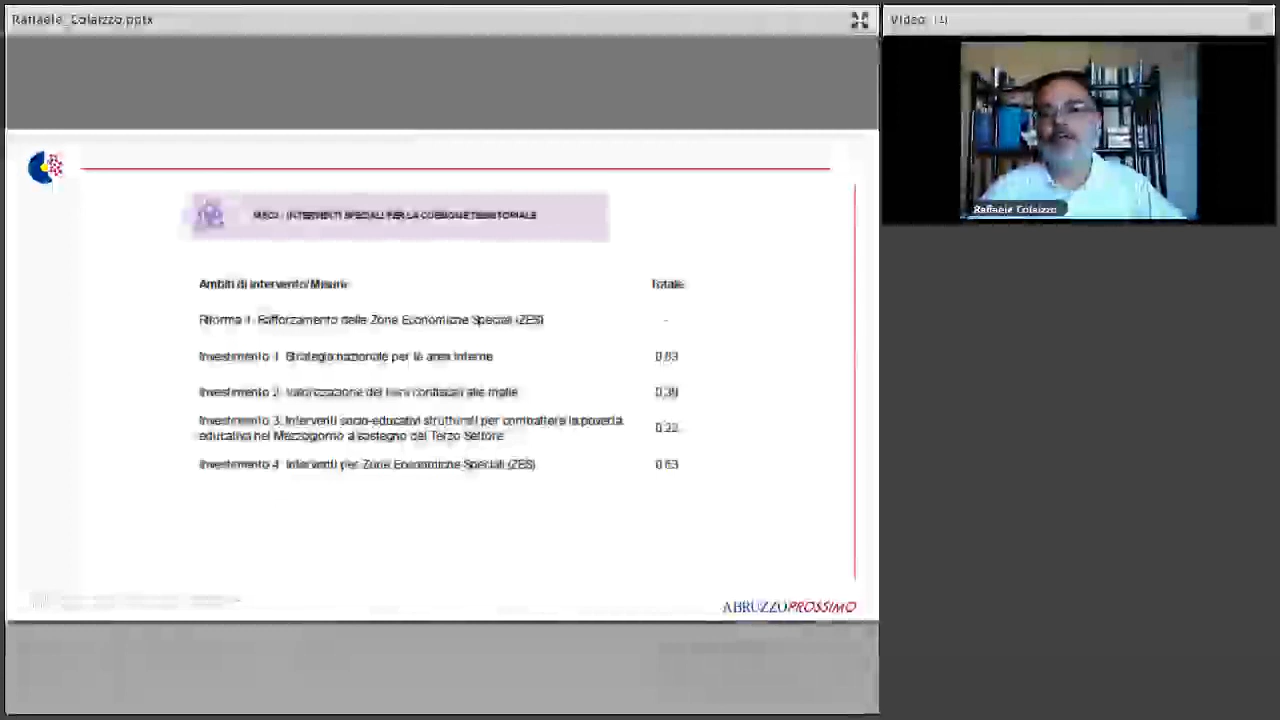 Raffaele_Colaizzo.pptx
Video
Raffaele Colaizzo
INTERVENTI SPECIALI PER LA COESIONE TERRITORIALE
Ambiti di intervento/Misure
Totale
Riforma 1: Rafforzamento delle Zone Economiche Speciali (ZES)
-
Investimento 1: Strategia nazionale per le aree interne
0,83
Investimento 2: Valorizzazione dei beni confiscati alle mafie
Investimento 3: Interventi socio-educativi strutturati per combattere la povertà
educativa nel Mezzogiorno a sostegno del Terzo Settore
0,22
Investimento 4: Interventi per Zone Economiche Speciali (ZES)
0,63
ABRUZZOPROSSIMO